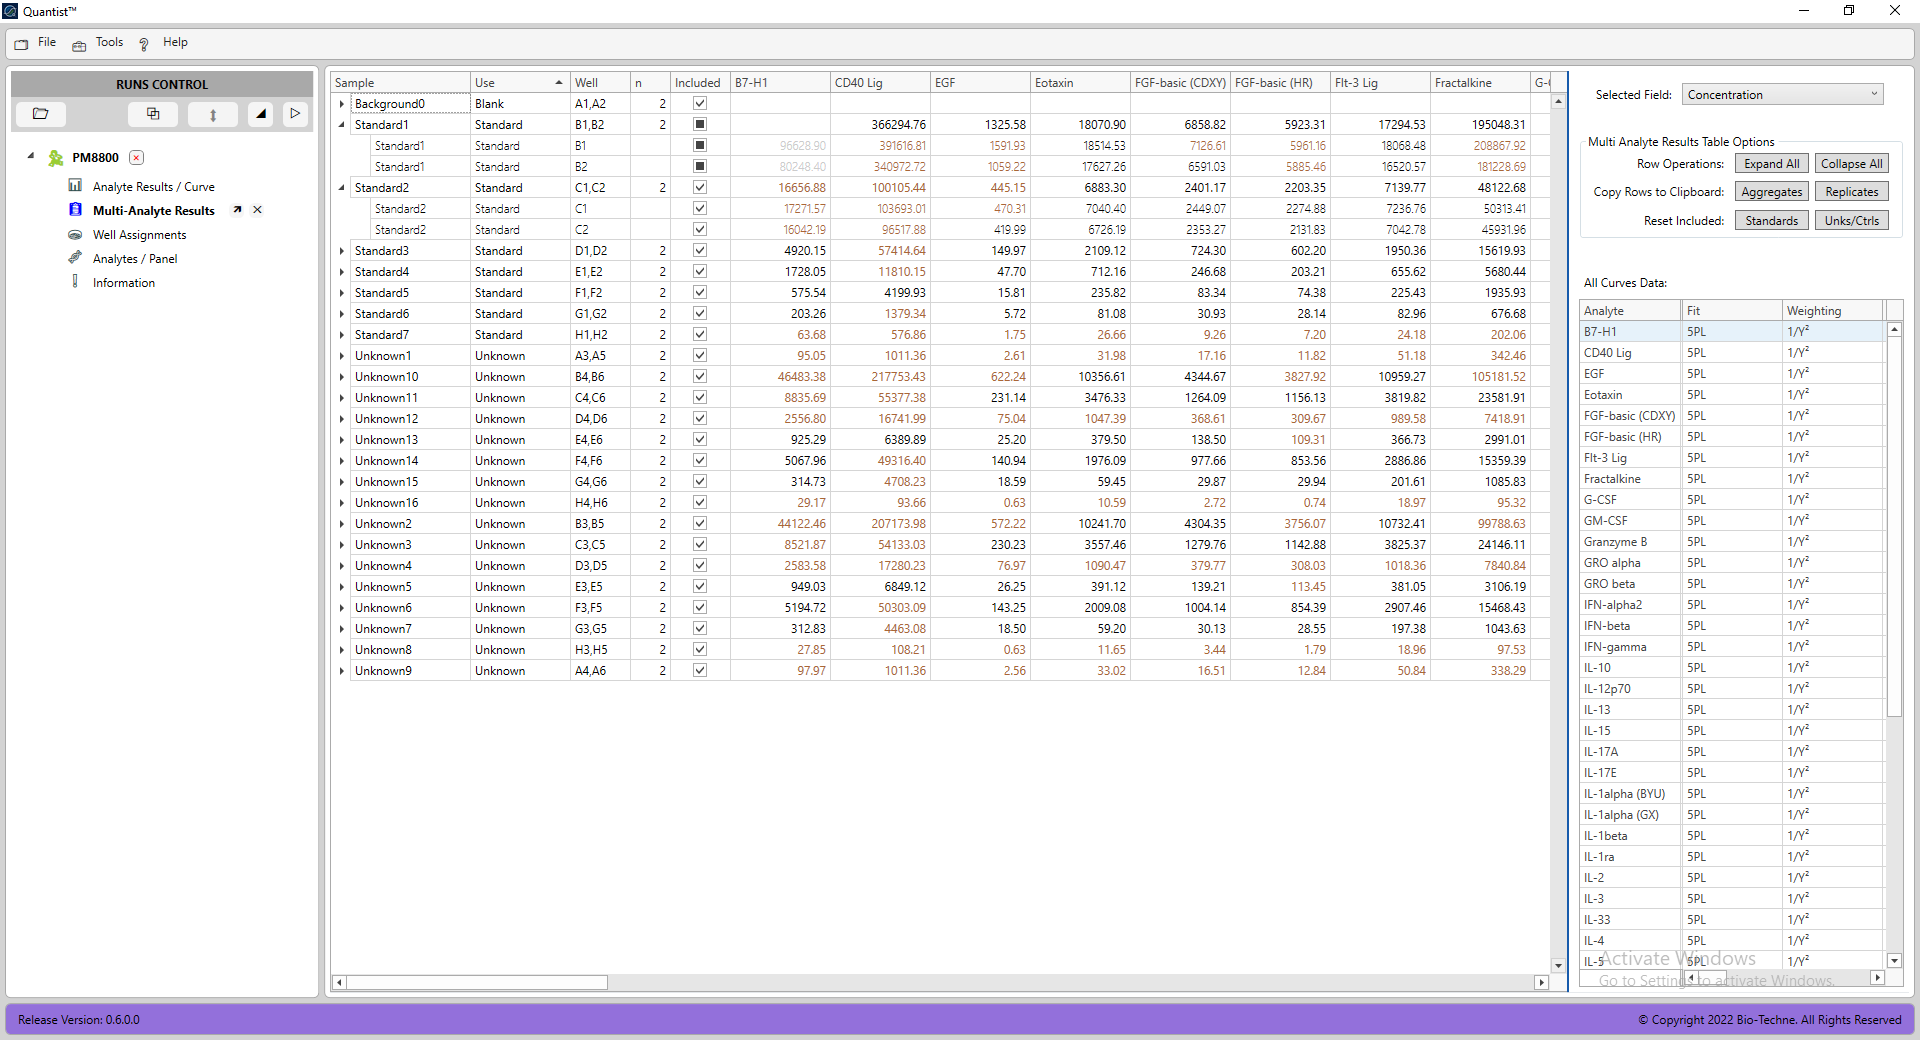 Quantist™
File Tools Help
RUNS CONTROL
PM8800
Analyte Results / Curve
Multi-Analyte Results
Well Assignments
Analytes / Panel
Information
Sample Use Well n Included B7-H1 CD40 Lig EGF Eotaxin FGF-basic (CDXY) FGF-basic (HR) Flt-3 Lig Fractalkine
Background0 Blank A1,A2 2
Standard1 Standard B1,B2 2 366294.76 1325.58 18070.90 6858.82 5923.31 17294.53 195048.31
Standard1 Standard B1 96628.90 391616.81 1591.93 18514.53 7126.61 5961.16 18068.48 208867.92
Standard1 Standard B2 80248.40 340972.72 1059.22 17627.26 6591.03 5885.46 16520.57 181228.69
Standard2 Standard C1,C2 2 16656.88 100105.44 445.15 6883.30 2401.17 2203.35 7139.77 48122.68
Standard2 Standard C1 17271.57 103693.01 470.31 7040.40 2449.07 2274.88 7236.76 50313.41
Standard2 Standard C2 16042.19 96517.88 419.99 6726.19 2353.27 2131.83 7042.78 45931.96
Standard3 Standard D1,D2 2 4920.15 57414.64 149.97 2109.12 724.30 602.20 1950.36 15619.93
Standard4 Standard E1,E2 2 1728.05 11810.15 47.70 712.16 246.68 203.21 655.62 5680.44
Standard5 Standard F1,F2 2 575.54 4199.93 15.81 235.82 83.34 74.38 225.43 1935.93
Standard6 Standard G1,G2 2 203.26 1379.34 5.72 81.08 30.93 28.14 82.96 676.68
Standard7 Standard H1,H2 2 63.68 576.86 1.75 26.66 9.26 7.20 24.18 202.06
Unknown1 Unknown A3,A5 2 95.05 1011.36 2.61 31.98 17.16 11.82 51.18 342.46
Unknown10 Unknown B4,B6 2 46483.38 217753.43 622.24 10356.61 4344.67 3827.92 10959.27 105181.52
Unknown11 Unknown C4,C6 2 8835.69 55377.38 231.14 3476.33 1264.09 1156.13 3819.82 23581.91
Unknown12 Unknown D4,D6 2 2556.80 16741.99 75.04 1047.39 368.61 309.67 989.58 7418.91
Unknown13 Unknown E4,E6 2 925.29 6389.89 25.20 379.50 138.50 109.31 366.73 2991.01
Unknown14 Unknown F4,F6 2 5067.96 49316.40 140.94 1976.09 977.66 853.56 2886.86 15359.39
Unknown15 Unknown G4,G6 2 314.73 4708.23 18.59 59.45 29.87 29.94 201.61 1085.83
Unknown16 Unknown H4,H6 2 29.17 93.66 0.63 10.59 2.72 0.74 18.97 95.32
Unknown2 Unknown B3,B5 2 44122.46 207173.98 572.22 10241.70 4304.35 3756.07 10732.41 99788.63
Unknown3 Unknown C3,C5 2 8521.87 54133.03 230.23 3557.46 1279.76 1142.88 3825.37 24146.11
Unknown4 Unknown D3,D5 2 2583.58 17280.23 76.97 1090.47 379.77 308.03 1018.36 7840.84
Unknown5 Unknown E3,E5 2 949.03 6849.12 26.25 391.12 139.21 113.45 381.05 3106.19
Unknown6 Unknown F3,F5 2 5194.72 50303.09 143.25 2009.08 1004.14 854.39 2907.46 15468.43
Unknown7 Unknown G3,G5 2 312.83 4463.08 18.50 59.20 30.13 28.55 197.38 1043.63
Unknown8 Unknown H3,H5 2 27.85 108.21 0.63 11.65 3.44 1.79 18.96 97.53
Unknown9 Unknown A4,A6 2 97.97 1011.36 2.56 33.02 16.51 12.84 50.84 338.29
Selected Field: Concentration
Multi Analyte Results Table Options
Row Operations: Expand All Collapse All
Copy Rows to Clipboard: Aggregates Replicates
Reset Included: Standards Unks/Ctrls
All Curves Data:
Analyte Fit Weighting
B7-H1 5PL 1/Y²
CD40 Lig 5PL 1/Y²
EGF 5PL 1/Y²
Eotaxin 5PL 1/Y²
FGF-basic (CDXY) 5PL 1/Y²
FGF-basic (HR) 5PL 1/Y²
Flt-3 Lig 5PL 1/Y²
Fractalkine 5PL 1/Y²
G-CSF 5PL 1/Y²
GM-CSF 5PL 1/Y²
Granzyme B 5PL 1/Y²
GRO alpha 5PL 1/Y²
GRO beta 5PL 1/Y²
IFN-alpha2 5PL 1/Y²
IFN-beta 5PL 1/Y²
IFN-gamma 5PL 1/Y²
IL-10 5PL 1/Y²
IL-12p70 5PL 1/Y²
IL-13 5PL 1/Y²
IL-15 5PL 1/Y²
IL-17A 5PL 1/Y²
IL-17E 5PL 1/Y²
IL-1alpha (BYU) 5PL 1/Y²
IL-1alpha (GX) 5PL 1/Y²
IL-1beta 5PL 1/Y²
IL-1ra 5PL 1/Y²
IL-2 5PL 1/Y²
IL-3 5PL 1/Y²
IL-33 5PL 1/Y²
IL-4 5PL 1/Y²
IL-5 5PL 1/Y²
Activate Windows
Go to Settings to activate Windows.
Release Version: 0.6.0.0
© Copyright 2022 Bio-Techne. All Rights Reserved